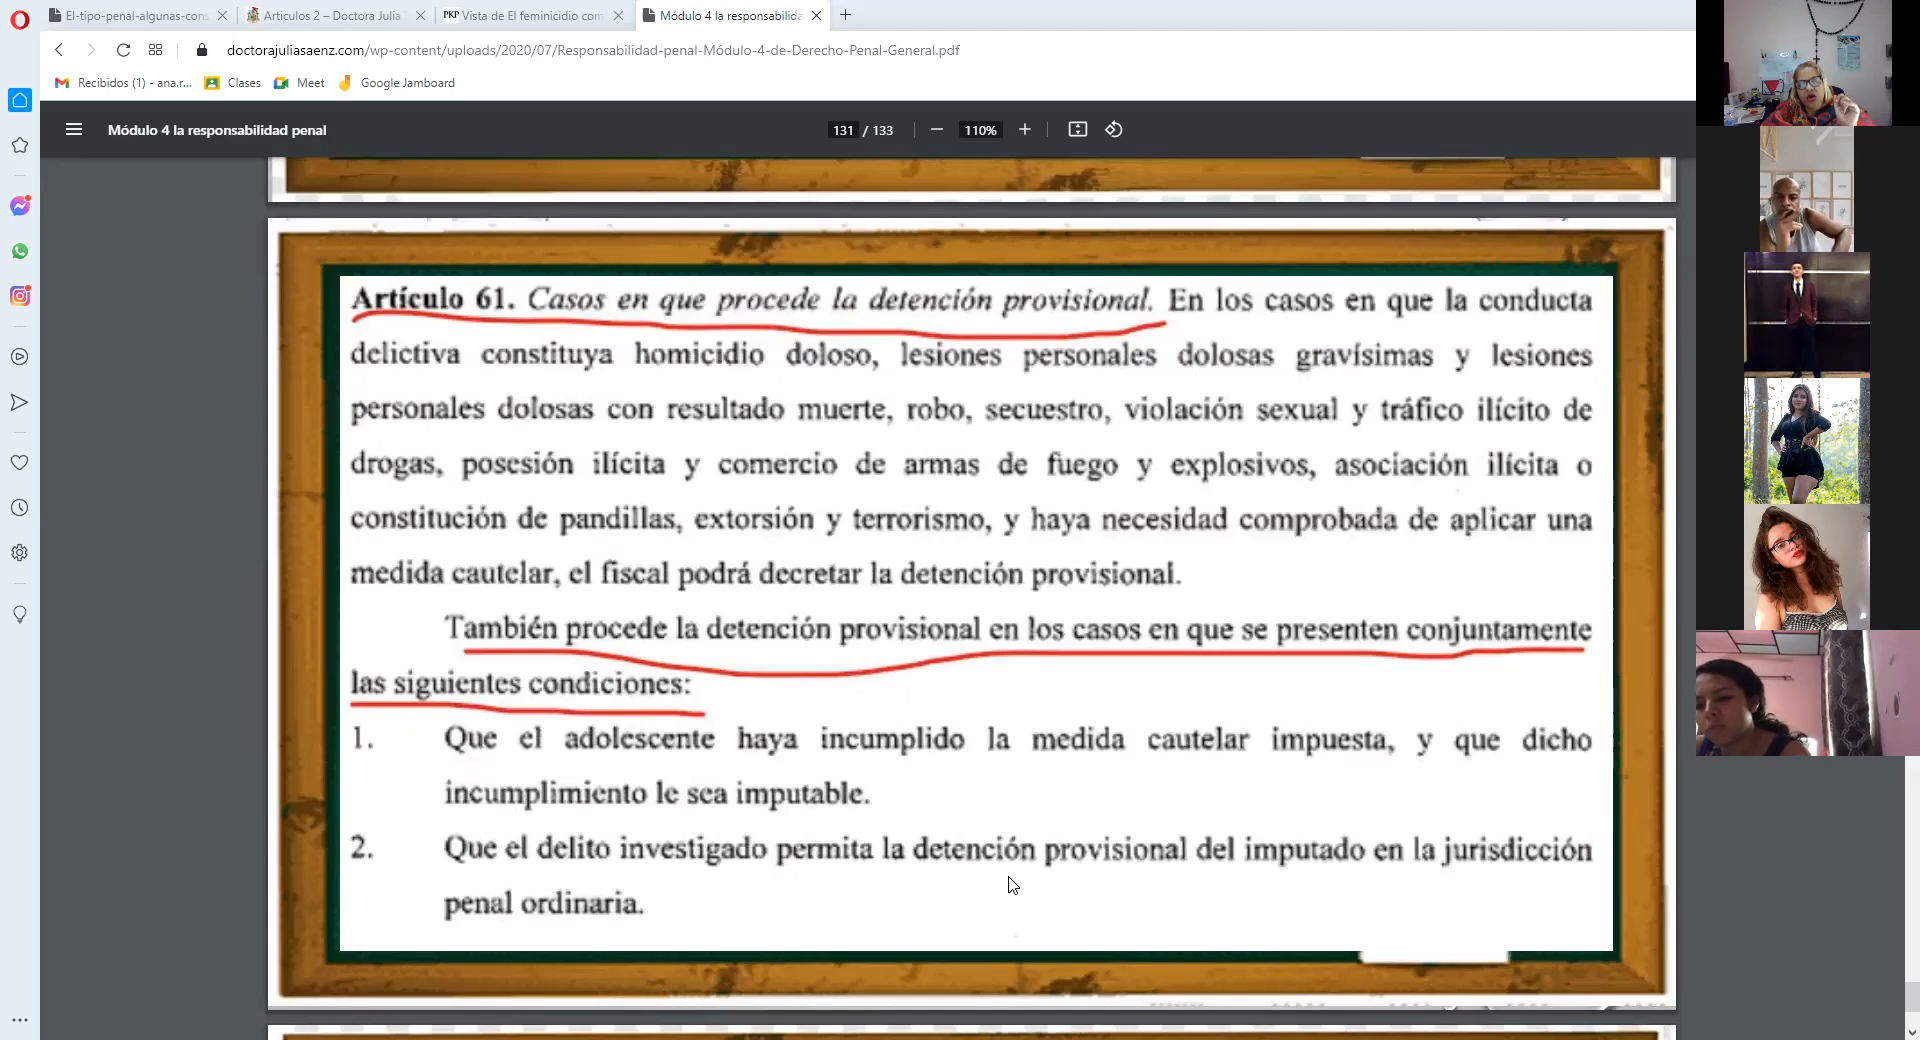 El-tipo-penal-algunas-cons
Articulos 2 – Doctora Julia
PKP Vista de El feminicidio com
Módulo 4 la responsabilida
doctorajuliasaenz.com/wp-content/uploads/2020/07/Responsabilidad-penal-Módulo-4-de-Derecho-Penal-General.pdf
Recibidos (1) - ana.r...
Clases
Meet
Google Jamboard
Módulo 4 la responsabilidad penal
131 / 133
110%
Artículo 61. Casos en que procede la detención provisional. En los casos en que la conducta
delictiva constituya homicidio doloso, lesiones personales dolosas gravísimas y lesiones
personales dolosas con resultado muerte, robo, secuestro, violación sexual y tráfico ilícito de
drogas, posesión ilícita y comercio de armas de fuego y explosivos, asociación ilícita o
constitución de pandillas, extorsión y terrorismo, y haya necesidad comprobada de aplicar una
medida cautelar, el fiscal podrá decretar la detención provisional.
También procede la detención provisional en los casos en que se presenten conjuntamente
las siguientes condiciones:
1. Que el adolescente haya incumplido la medida cautelar impuesta, y que dicho
incumplimiento le sea imputable.
2. Que el delito investigado permita la detención provisional del imputado en la jurisdicción
penal ordinaria.